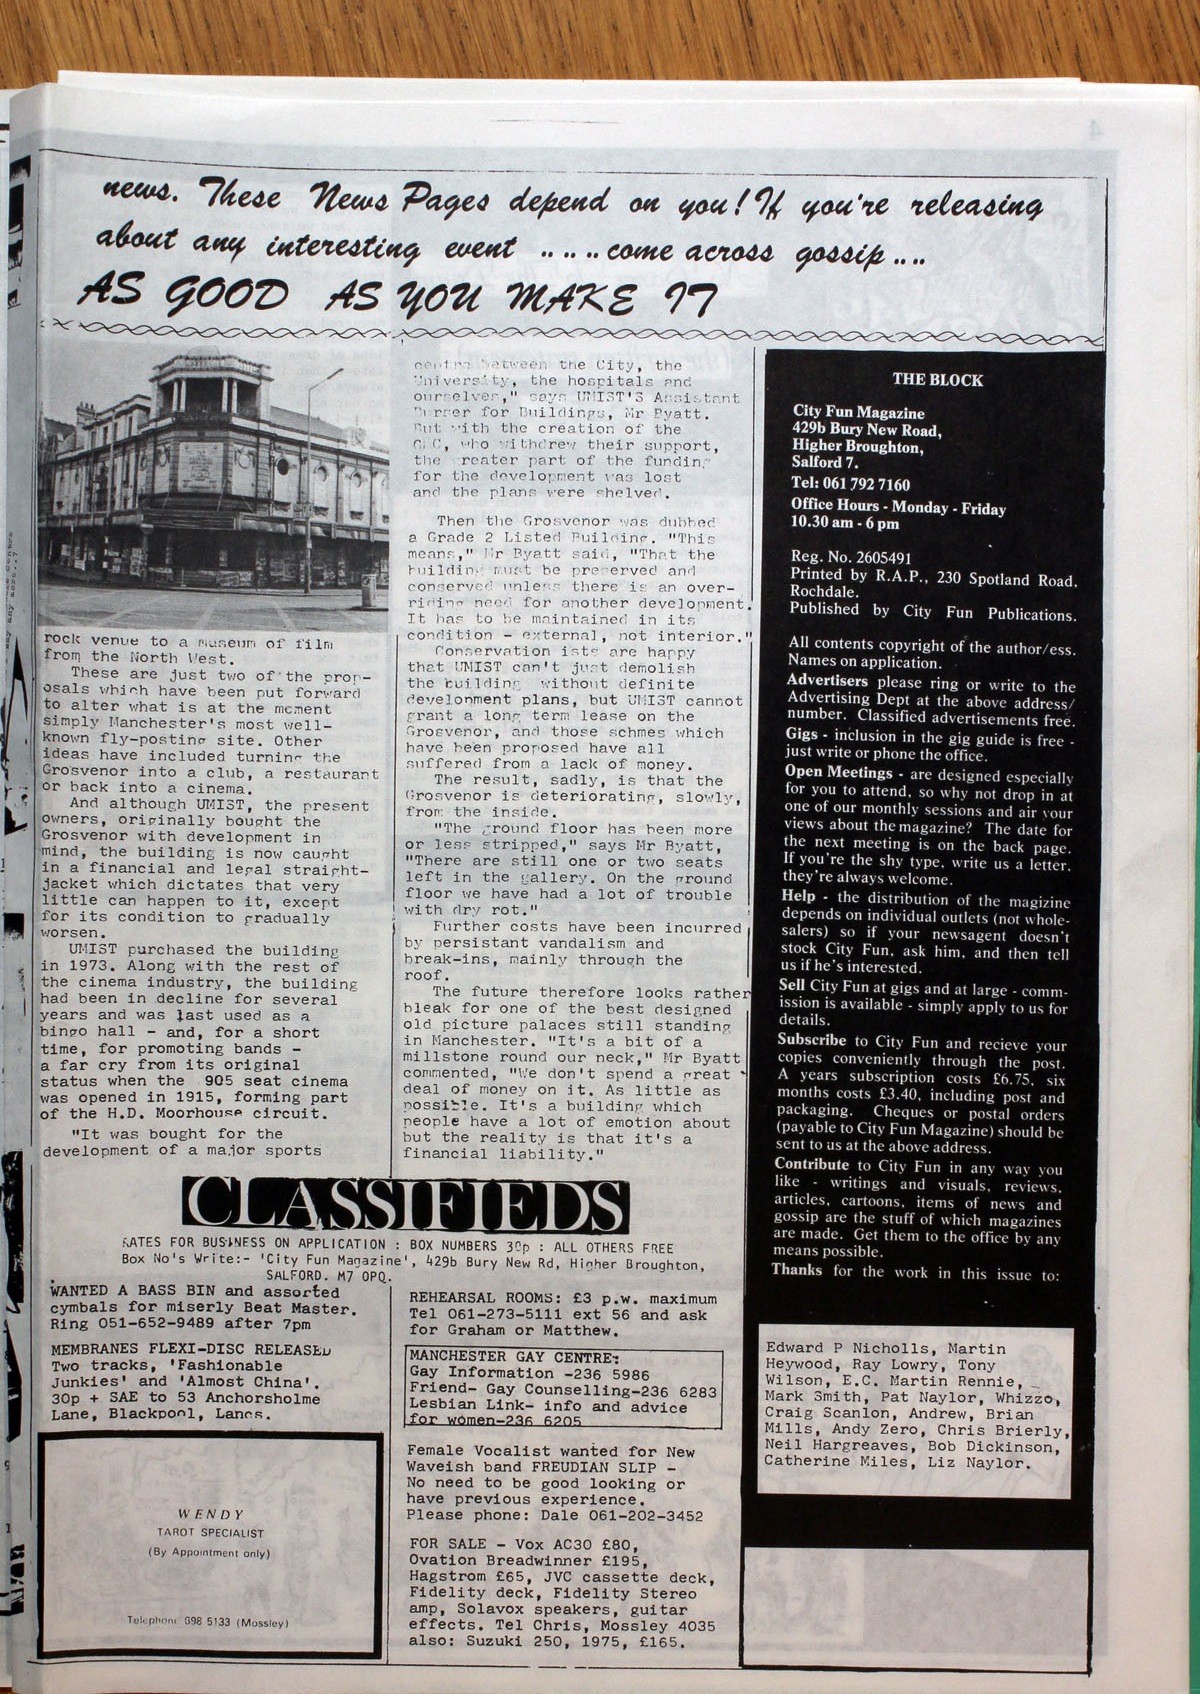 news. These News Pages depend on you! If you're releasing
about any interesting event ......come across gossip....
AS GOOD AS YOU MAKE IT
rock venue to a museum of film
from the North West.
These are just two of the prop-
osals which have been put forward
to alter what is at the moment
simply Manchester's most well-
known fly-posting site. Other
ideas have included turning the
Grosvenor into a club, a restaurant
or back into a cinema.
And although UMIST, the present
owners, originally bought the
Grosvenor with development in
mind, the building is now caught
in a financial and legal straight-
jacket which dictates that very
little can happen to it, except
for its condition to gradually
worsen.
UMIST purchased the building
in 1973. Along with the rest of
the cinema industry, the building
had been in decline for several
years and was last used as a
bingo hall - and, for a short
time, for promoting bands -
a far cry from its original
status when the 905 seat cinema
was opened in 1915, forming part
of the H.D. Moorhouse circuit.
"It was bought for the
development of a major sports
centre between the City, the
University, the hospitals and
ourselves," says UMIST'S Assistant
Burser for Buildings, Mr Byatt.
But with the creation of the
GMC, who withdrew their support,
the greater part of the funding
for the development was lost
and the plans were shelved.
Then the Grosvenor was dubbed
a Grade 2 Listed Building. "This
means," Mr Byatt said, "That the
building must be preserved and
conserved unless there is an over-
riding need for another development.
It has to be maintained in its
condition - external, not interior."
Conservation ists are happy
that UMIST can't just demolish
the building without definite
development plans, but UMIST cannot
grant a long term lease on the
Grosvenor, and those schmes which
have been proposed have all
suffered from a lack of money.
The result, sadly, is that the
Grosvenor is deteriorating, slowly,
from the inside.
"The ground floor has been more
or less stripped," says Mr Byatt,
"There are still one or two seats
left in the gallery. On the ground
floor we have had a lot of trouble
with dry rot."
Further costs have been incurred
by persistant vandalism and
break-ins, mainly through the
roof.
The future therefore looks rather
bleak for one of the best designed
old picture palaces still standing
in Manchester. "It's a bit of a
millstone round our neck," Mr Byatt
commented, "We don't spend a great
deal of money on it. As little as
possible. It's a building which
people have a lot of emotion about
but the reality is that it's a
financial liability."
THE BLOCK
City Fun Magazine
429b Bury New Road,
Higher Broughton,
Salford 7.
Tel: 061 792 7160
Office Hours - Monday - Friday
10.30 am - 6 pm
Reg. No. 2605491
Printed by R.A.P., 230 Spotland Road,
Rochdale.
Published by City Fun Publications.
All contents copyright of the author/ess.
Names on application.
Advertisers please ring or write to the
Advertising Dept at the above address/
number. Classified advertisements free.
Gigs - inclusion in the gig guide is free -
just write or phone the office.
Open Meetings - are designed especially
for you to attend, so why not drop in at
one of our monthly sessions and air your
views about the magazine? The date for
the next meeting is on the back page.
If you're the shy type, write us a letter,
they're always welcome.
Help - the distribution of the magizine
depends on individual outlets (not whole-
salers) so if your newsagent doesn't
stock City Fun, ask him, and then tell
us if he's interested.
Sell City Fun at gigs and at large - comm-
ission is available - simply apply to us for
details.
Subscribe to City Fun and recieve your
copies conveniently through the post.
A years subscription costs £6.75, six
months costs £3.40, including post and
packaging. Cheques or postal orders
(payable to City Fun Magazine) should be
sent to us at the above address.
Contribute to City Fun in any way you
like - writings and visuals, reviews,
articles, cartoons, items of news and
gossip are the stuff of which magazines
are made. Get them to the office by any
means possible.
Thanks for the work in this issue to:
Edward P Nicholls, Martin
Heywood, Ray Lowry, Tony
Wilson, E.C. Martin Rennie,
Mark Smith, Pat Naylor, Whizzo,
Craig Scanlon, Andrew, Brian
Mills, Andy Zero, Chris Brierly,
Neil Hargreaves, Bob Dickinson,
Catherine Miles, Liz Naylor.
CLASSIFIEDS
RATES FOR BUSINESS ON APPLICATION : BOX NUMBERS 30p : ALL OTHERS FREE
Box No's Write:- 'City Fun Magazine', 429b Bury New Rd, Higher Broughton,
SALFORD. M7 0PQ.
WANTED A BASS BIN and assorted
cymbals for miserly Beat Master.
Ring 051-652-9489 after 7pm
MEMBRANES FLEXI-DISC RELEASED
Two tracks, 'Fashionable
Junkies' and 'Almost China'.
30p + SAE to 53 Anchorsholme
Lane, Blackpool, Lancs.
WENDY
TAROT SPECIALIST
(By Appointment only)
Telephone 698 5133 (Mossley)
REHEARSAL ROOMS: £3 p.w. maximum
Tel 061-273-5111 ext 56 and ask
for Graham or Matthew.
MANCHESTER GAY CENTRE:
Gay Information -236 5986
Friend- Gay Counselling-236 6283
Lesbian Link- info and advice
for women-236 6205
Female Vocalist wanted for New
Waveish band FREUDIAN SLIP -
No need to be good looking or
have previous experience.
Please phone: Dale 061-202-3452
FOR SALE - Vox AC30 £80,
Ovation Breadwinner £195,
Hagstrom £65, JVC cassette deck,
Fidelity deck, Fidelity Stereo
amp, Solavox speakers, guitar
effects. Tel Chris, Mossley 4035
also: Suzuki 250, 1975, £165.